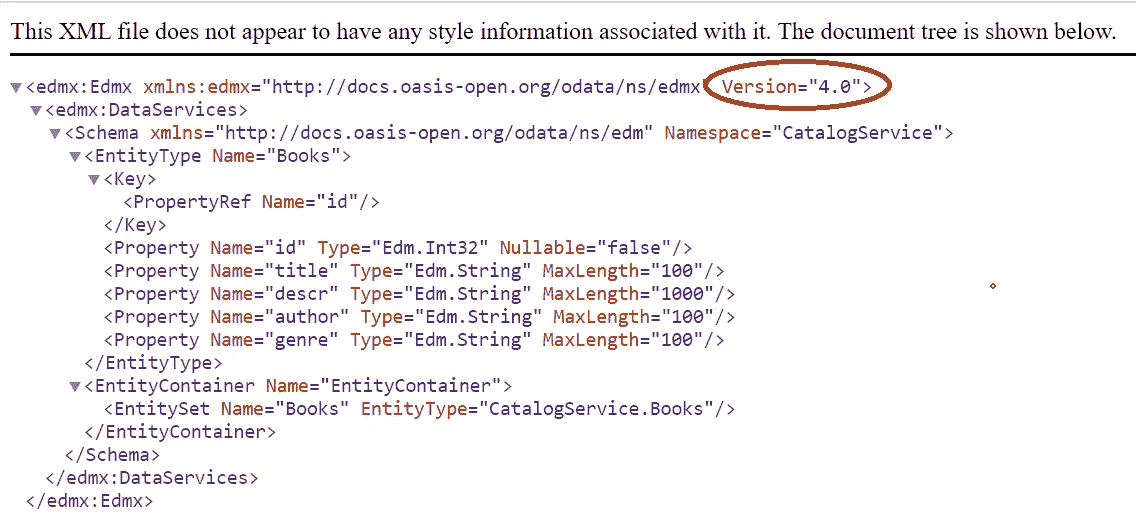 This XML file does not appear to have any style information associated with it. The document tree is shown below.
▼<edmx:Edmx xmlns:edmx="http://docs.oasis-open.org/odata/ns/edmx" Version="4.0">
▼<edmx:DataServices>
▼<Schema xmlns="http://docs.oasis-open.org/odata/ns/edm" Namespace="CatalogService">
▼<EntityType Name="Books">
▼<Key>
<PropertyRef Name="id"/>
</Key>
<Property Name="id" Type="Edm.Int32" Nullable="false"/>
<Property Name="title" Type="Edm.String" MaxLength="100"/>
<Property Name="descr" Type="Edm.String" MaxLength="1000"/>
<Property Name="author" Type="Edm.String" MaxLength="100"/>
<Property Name="genre" Type="Edm.String" MaxLength="100"/>
</EntityType>
▼<EntityContainer Name="EntityContainer">
<EntitySet Name="Books" EntityType="CatalogService.Books"/>
</EntityContainer>
</Schema>
</edmx:DataServices>
</edmx:Edmx>